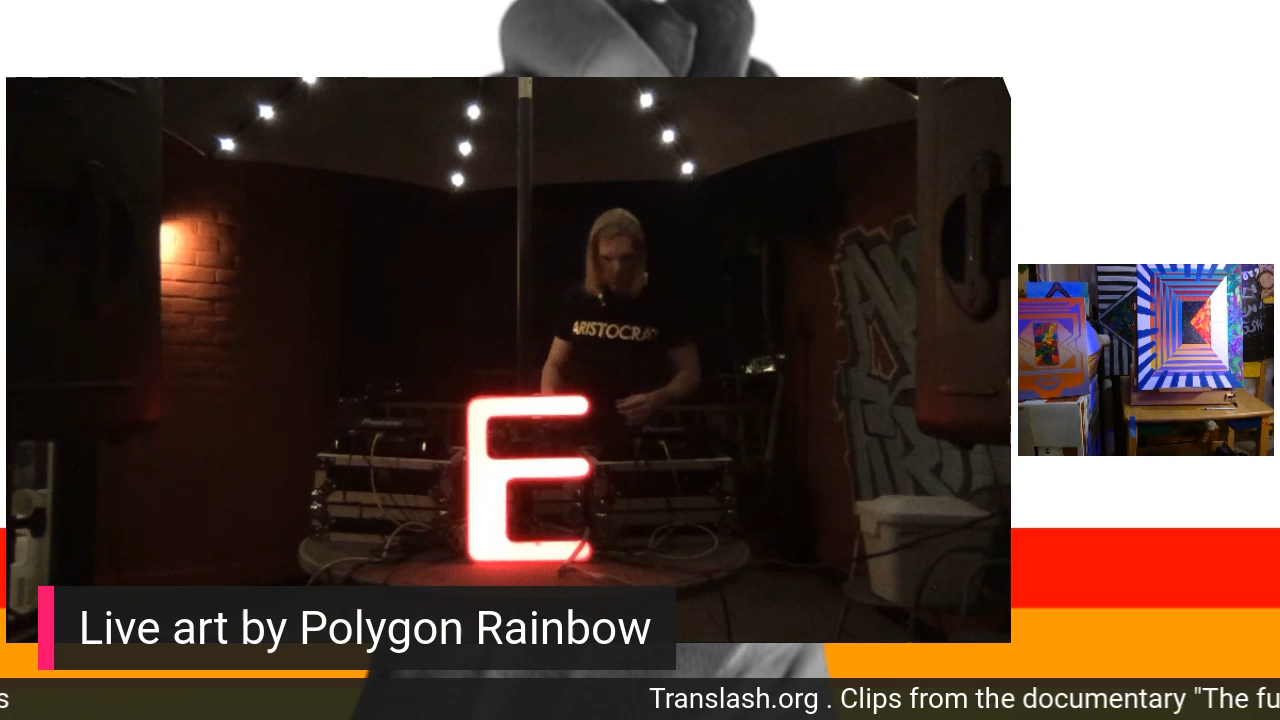 ARISTOCRAT
E
Live art by Polygon Rainbow
s
Translash.org . Clips from the documentary "The fu